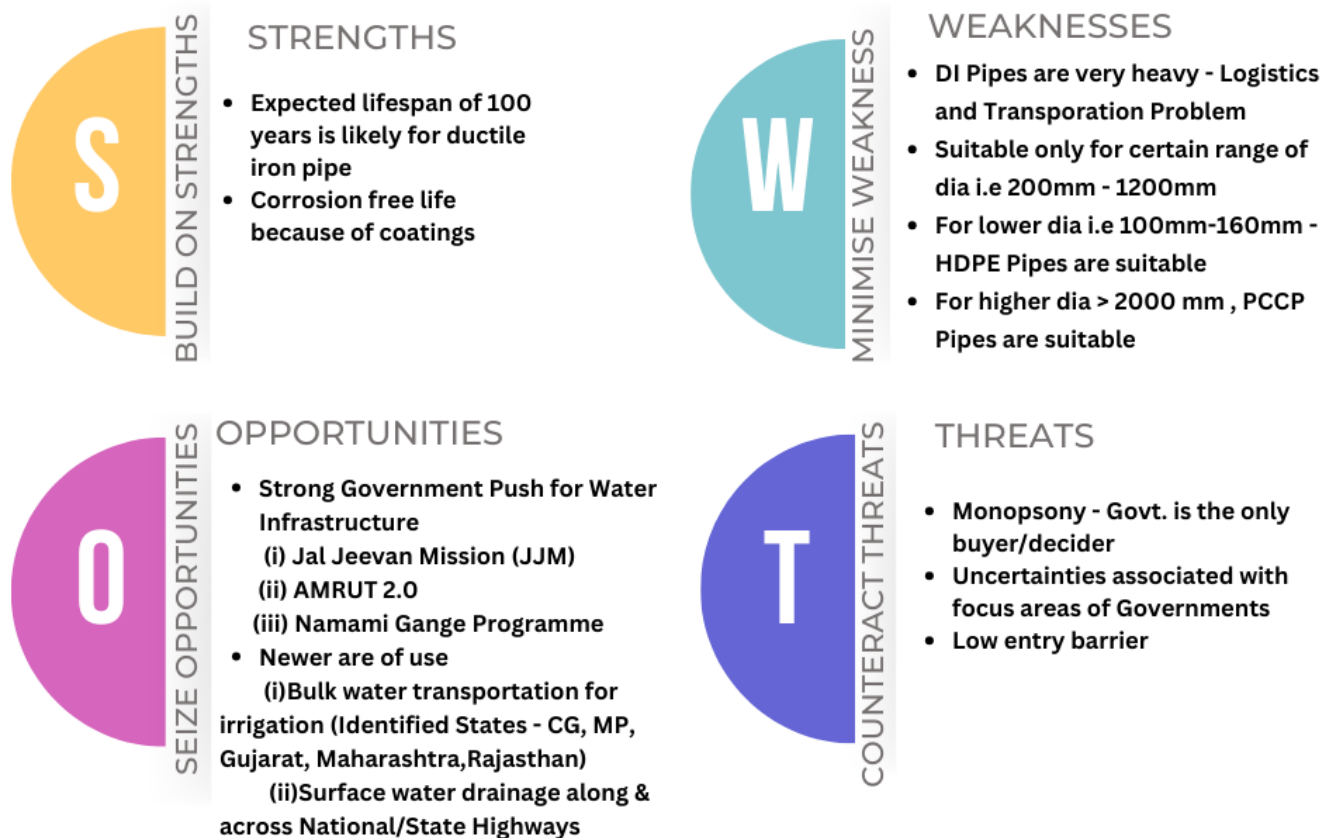 S
BUILD ON STRENGTHS
STRENGTHS
• Expected lifespan of 100
years is likely for ductile
iron pipe
• Corrosion free life
because of coatings
W
MINIMISE WEAKNESS
WEAKNESSES
• DI Pipes are very heavy - Logistics
and Transporation Problem
• Suitable only for certain range of
dia i.e 200mm - 1200mm
• For lower dia i.e 100mm-160mm -
HDPE Pipes are suitable
• For higher dia > 2000 mm , PCCP
Pipes are suitable
O
SEIZE OPPORTUNITIES
OPPORTUNITIES
• Strong Government Push for Water
Infrastructure
(i) Jal Jeevan Mission (JJM)
(ii) AMRUT 2.0
(iii) Namami Gange Programme
• Newer are of use
(i)Bulk water transportation for
irrigation (Identified States - CG, MP,
Gujarat, Maharashtra,Rajasthan)
(ii)Surface water drainage along &
across National/State Highways
T
COUNTERACT THREATS
THREATS
• Monopsony - Govt. is the only
buyer/decider
• Uncertainties associated with
focus areas of Governments
• Low entry barrier